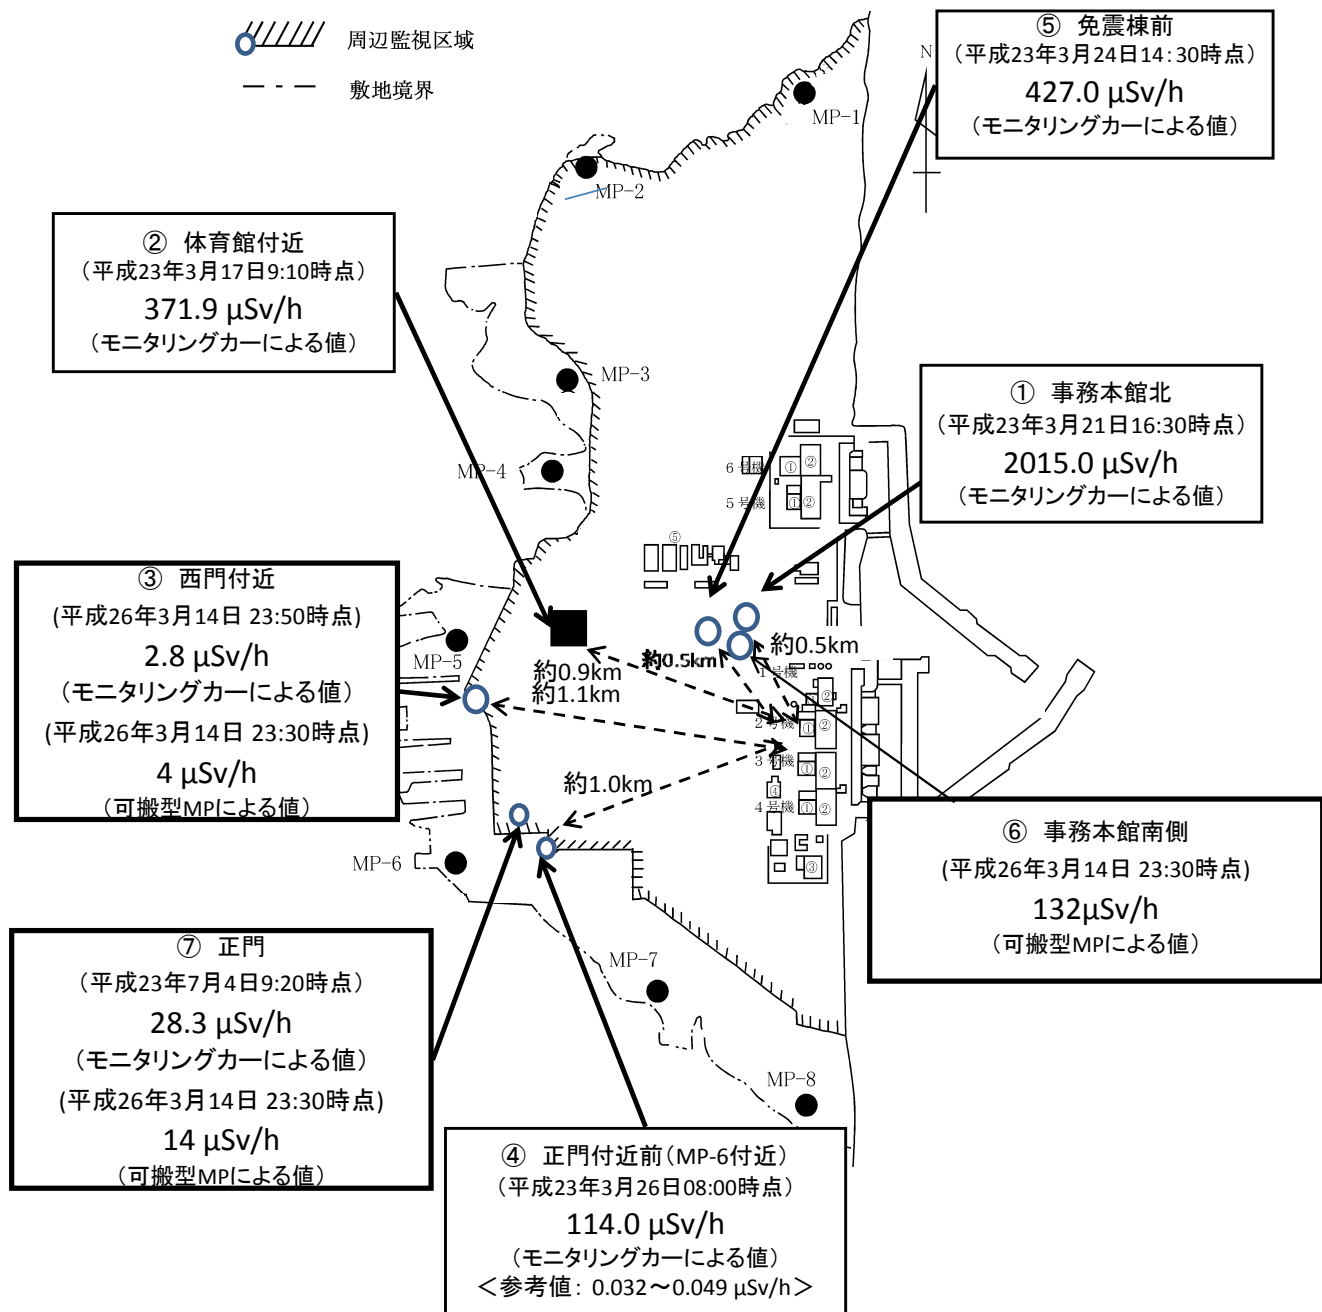 周辺監視区域
敷地境界
⑤ 免震棟前
（平成23年3月24日14:30時点）
427.0 µSv/h
（モニタリングカーによる値）
N
MP-1
MP-2
② 体育館付近
（平成23年3月17日9:10時点）
371.9 µSv/h
（モニタリングカーによる値）
MP-3
① 事務本館北
（平成23年3月21日16:30時点）
2015.0 µSv/h
（モニタリングカーによる値）
MP-4
6号機
① ②
5号機
① ②
⑤
③ 西門付近
(平成26年3月14日 23:50時点)
2.8 µSv/h
（モニタリングカーによる値）
(平成26年3月14日 23:30時点)
4 µSv/h
（可搬型MPによる値）
MP-5
約0.9km
約1.1km
約0.5km
約0.5km
1号機
②
2号機
① ②
3号機
① ②
④
4号機
① ②
③
約1.0km
MP-6
⑥ 事務本館南側
(平成26年3月14日 23:30時点)
132µSv/h
（可搬型MPによる値）
⑦ 正門
（平成23年7月4日9:20時点）
28.3 µSv/h
（モニタリングカーによる値）
(平成26年3月14日 23:30時点)
14 µSv/h
（可搬型MPによる値）
MP-7
MP-8
④ 正門付近前（MP-6付近）
（平成23年3月26日08:00時点）
114.0 µSv/h
（モニタリングカーによる値）
＜参考値： 0.032～0.049 µSv/h＞